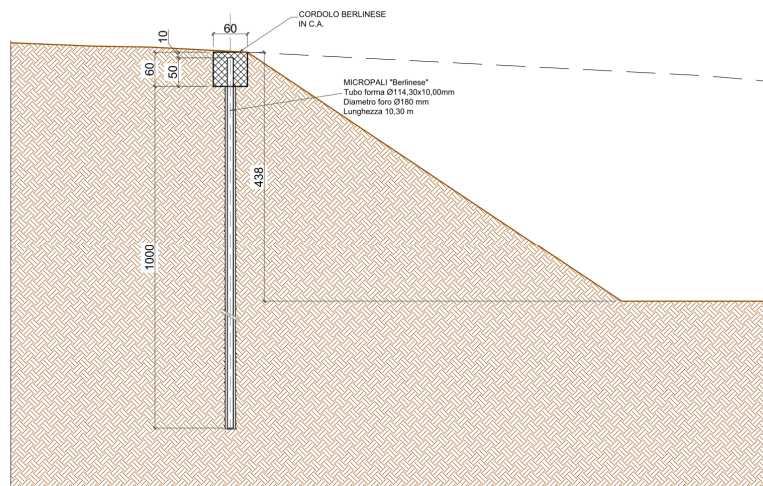 CORDOLO BERLINESE
IN C.A.
60
10
60
50
MICROPALI "Berlinese"
Tubo forma Ø114,30x10,00mm
Diametro foro Ø180 mm
Lunghezza 10,30 m
438
1000